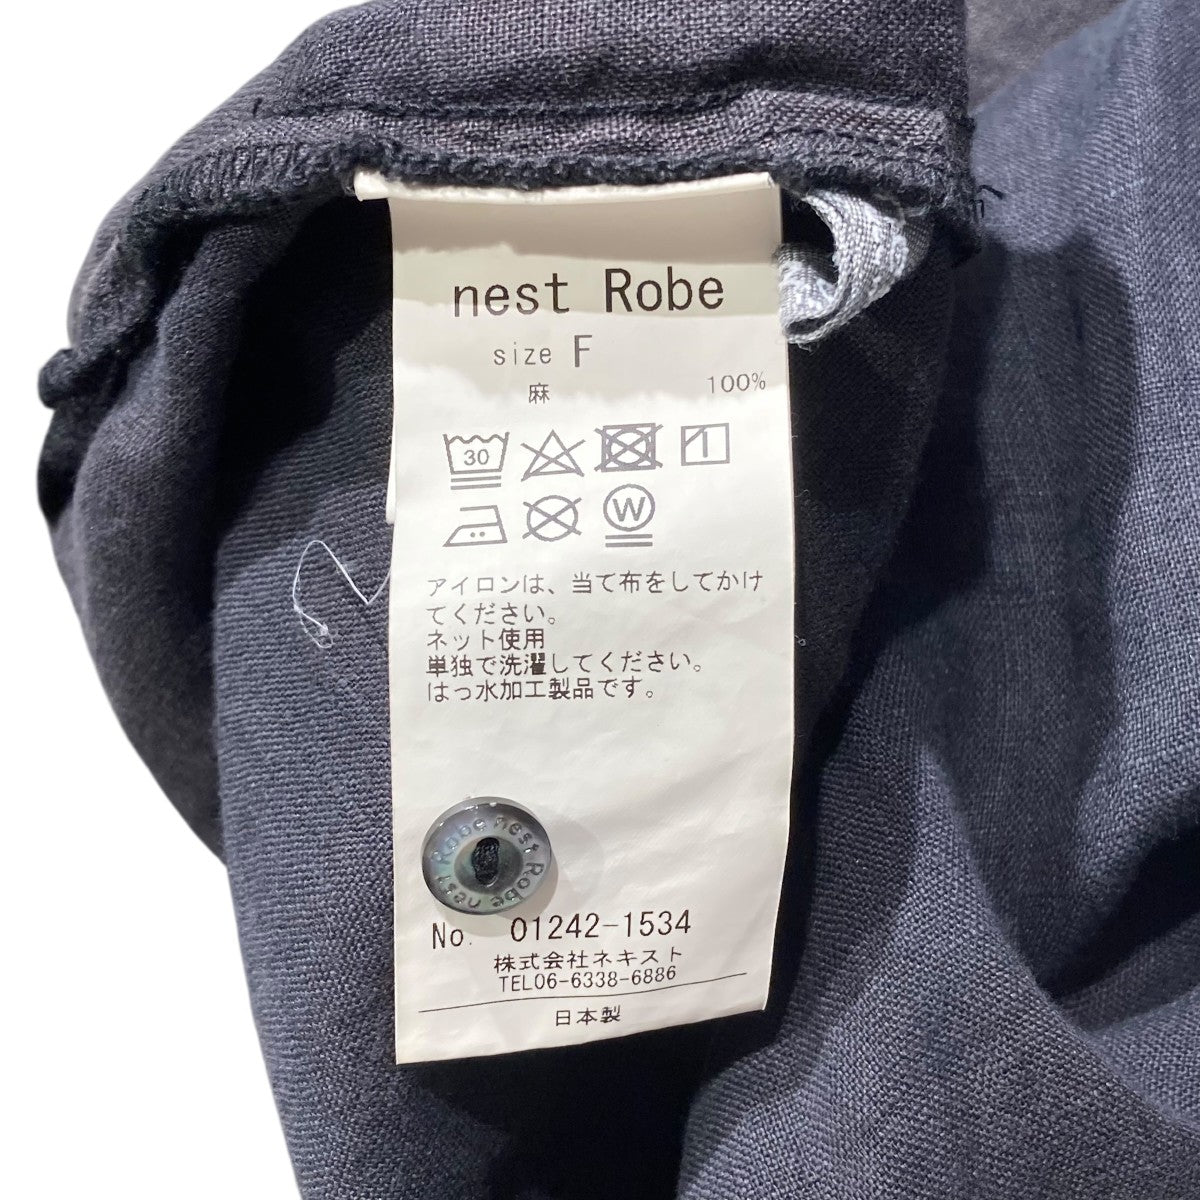 nest Robe
size F
麻 100%
30
W
アイロンは、当て布をしてかけ
てください。
ネット使用
単独で洗濯してください。
はっ水加工製品です。
nest Robe nest Robe
No. 01242-1534
株式会社ネキスト
TEL06-6338-6886
日本製